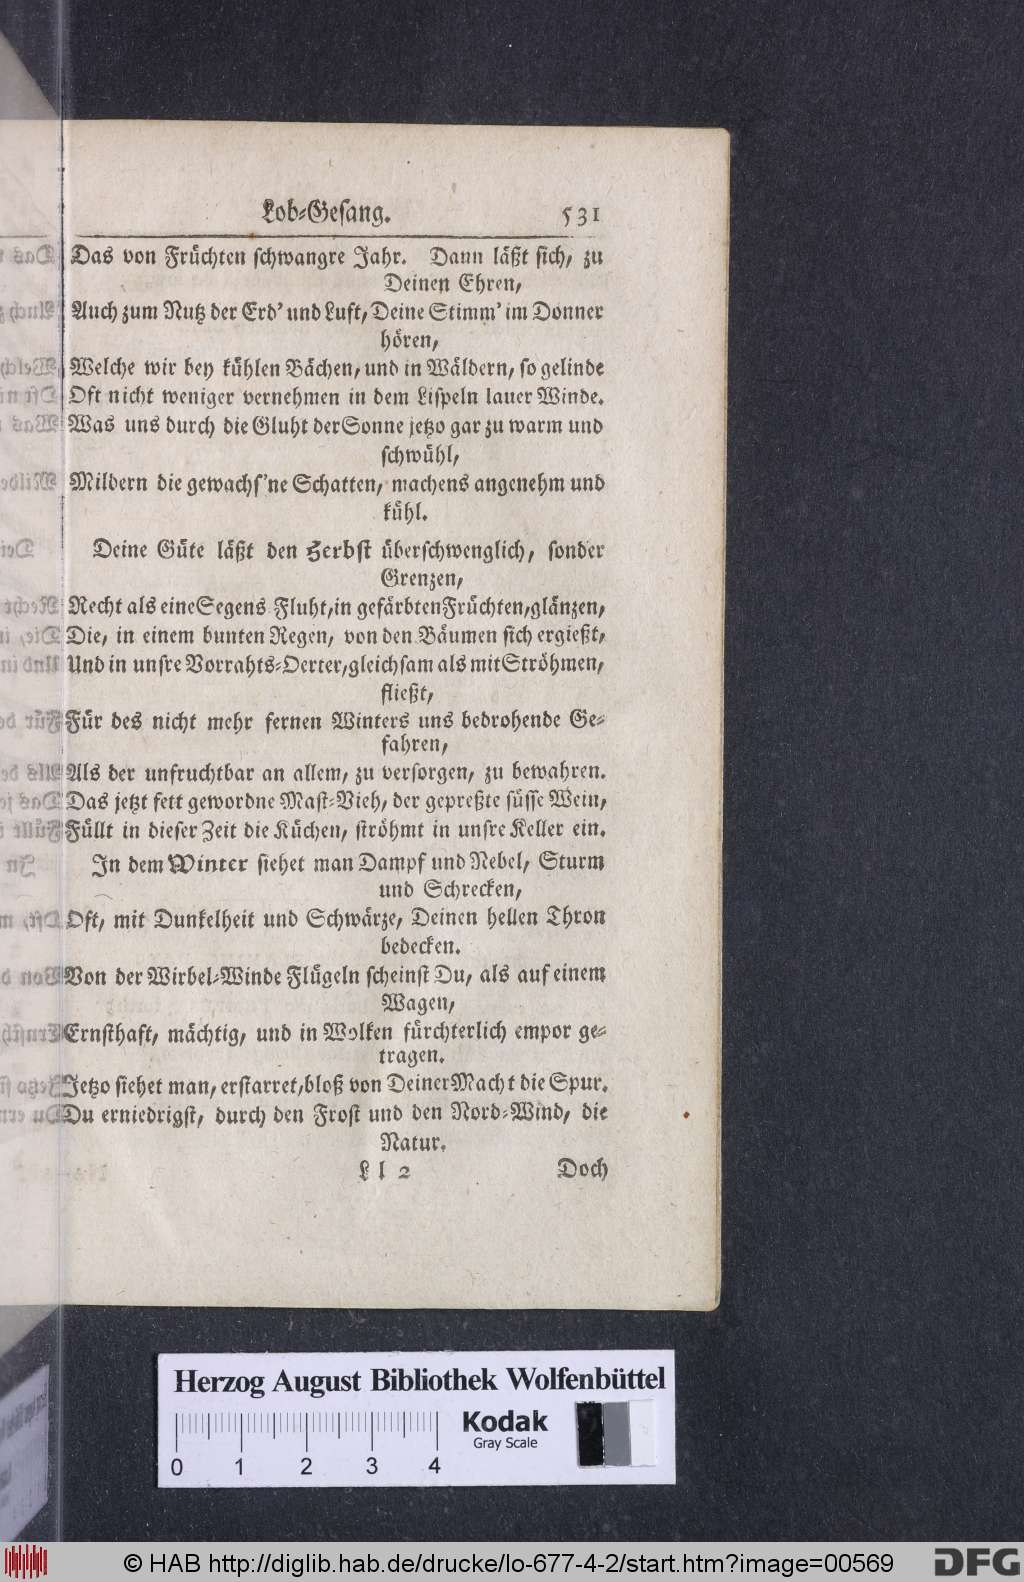 Lob-Gesang. 531
Das von Früchten schwangre Jahr. Dann läßt sich, zu
Deinen Ehren,
Auch zum Nutz der Erd' und Luft, Deine Stimm' im Donner
hören,
Welche wir bey kühlen Bächen, und in Wäldern, so gelinde
Oft nicht weniger vernehmen in dem Lispeln lauer Winde.
Was uns durch die Gluht der Sonne jetzo gar zu warm und
schwühl,
Mildern die gewachs'ne Schatten, machens angenehm und
kühl.
Deine Güte läßt den Herbst überschwenglich, sonder
Grenzen,
Recht als eine Segens Fluht, in gefärbten Früchten, glänzen,
Die, in einem bunten Regen, von den Bäumen sich ergießt,
Und in unsre Vorrahts-Oerter, gleichsam als mit Ströhmen,
fließt,
Für des nicht mehr fernen Winters uns bedrohende Ge-
fahren,
Als der unfruchtbar an allem, zu versorgen, zu bewahren.
Das jetzt fett gewordne Mast-Vieh, der gepreßte süsse Wein,
Füllt in dieser Zeit die Küchen, ströhmt in unsre Keller ein.
In dem Winter siehet man Dampf und Nebel, Sturm
und Schrecken,
Oft, mit Dunkelheit und Schwärze, Deinen hellen Thron
bedecken.
Von der Wirbel-Winde Flügeln scheinst Du, als auf einem
Wagen,
Ernsthaft, mächtig, und in Wolken fürchterlich empor ge-
tragen.
Jetzo siehet man, erstarret, bloß von Deiner Macht die Spur.
Du erniedrigst, durch den Frost und den Nord-Wind, die
Natur.
Ll 2 Doch
Herzog August Bibliothek Wolfenbüttel
Kodak
Gray Scale
0 1 2 3 4
© HAB http://diglib.hab.de/drucke/lo-677-4-2/start.htm?image=00569
DFG